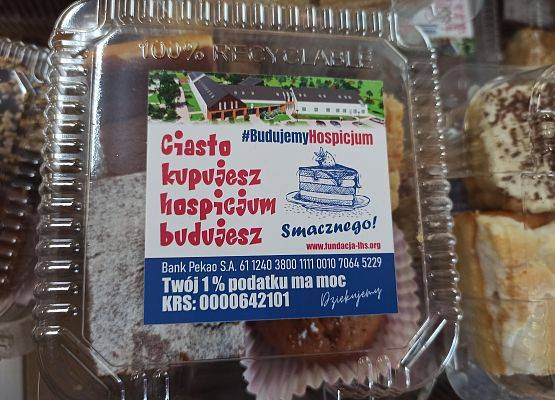 100% RECYCLABLE
#BudujemyHospicjum
Ciasto
kupujesz
hospicjum
budujesz
Smacznego!
www.fundacja-lhs.org
Bank Pekao S.A. 61 1240 3800 1111 0010 7064 5229
Twój 1% podatku ma moc
KRS: 0000642101
Dziękujemy